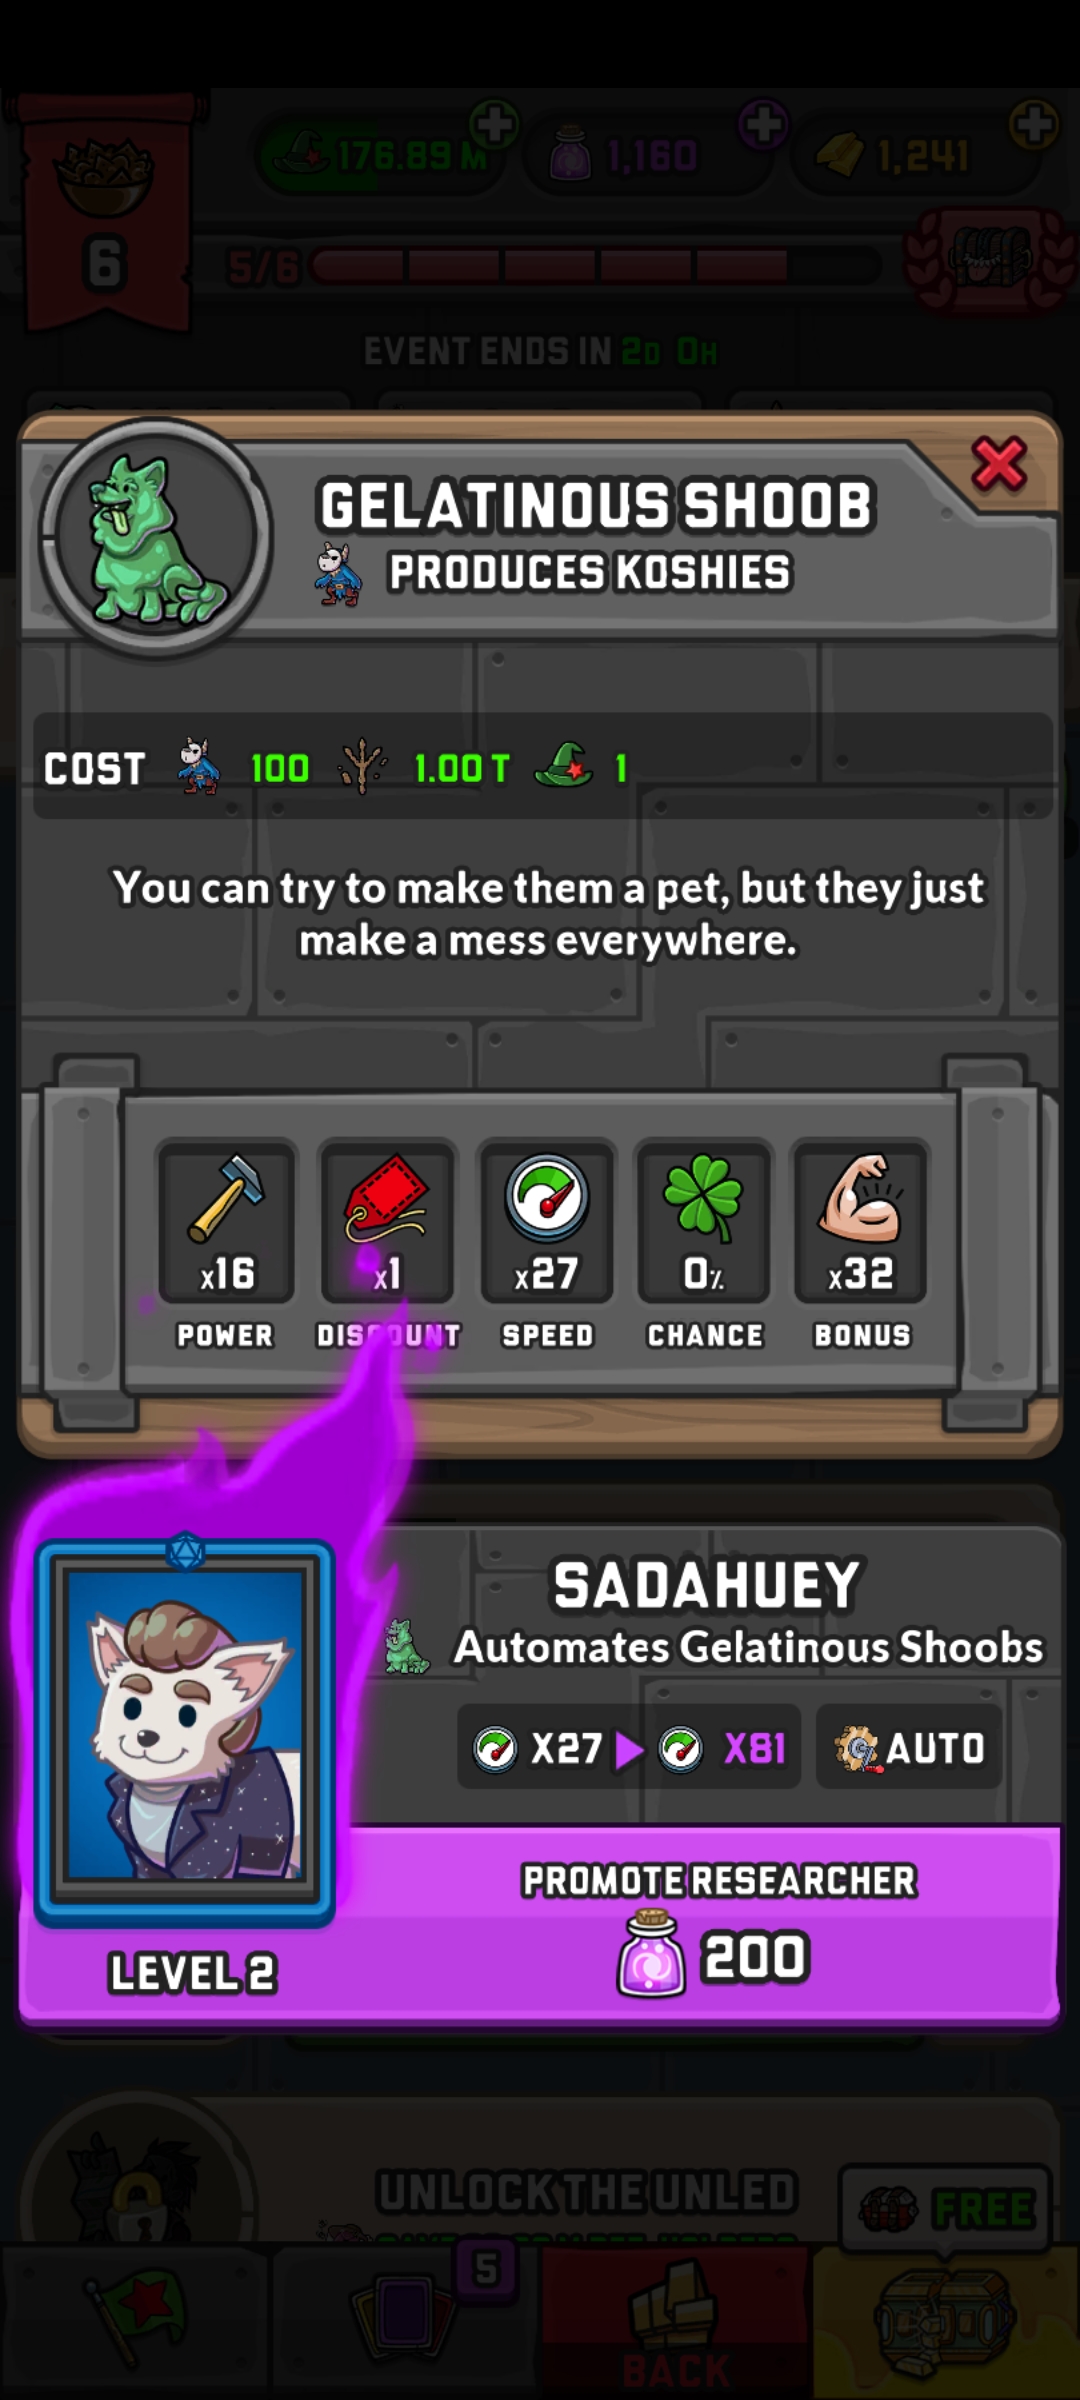 176.89 M
1,160
1,241
6
5/6
EVENT ENDS IN 2D 0H
GELATINOUS SHOOB
PRODUCES KOSHIES
COST 100 1.00 T 1
You can try to make them a pet, but they just
make a mess everywhere.
x16
x1
x27
0%
x32
POWER
DISCOUNT
SPEED
CHANCE
BONUS
SADAHUEY
Automates Gelatinous Shoobs
X27
X81
AUTO
PROMOTE RESEARCHER
200
LEVEL 2
UNLOCK THE UNLED
FREE
5
BACK